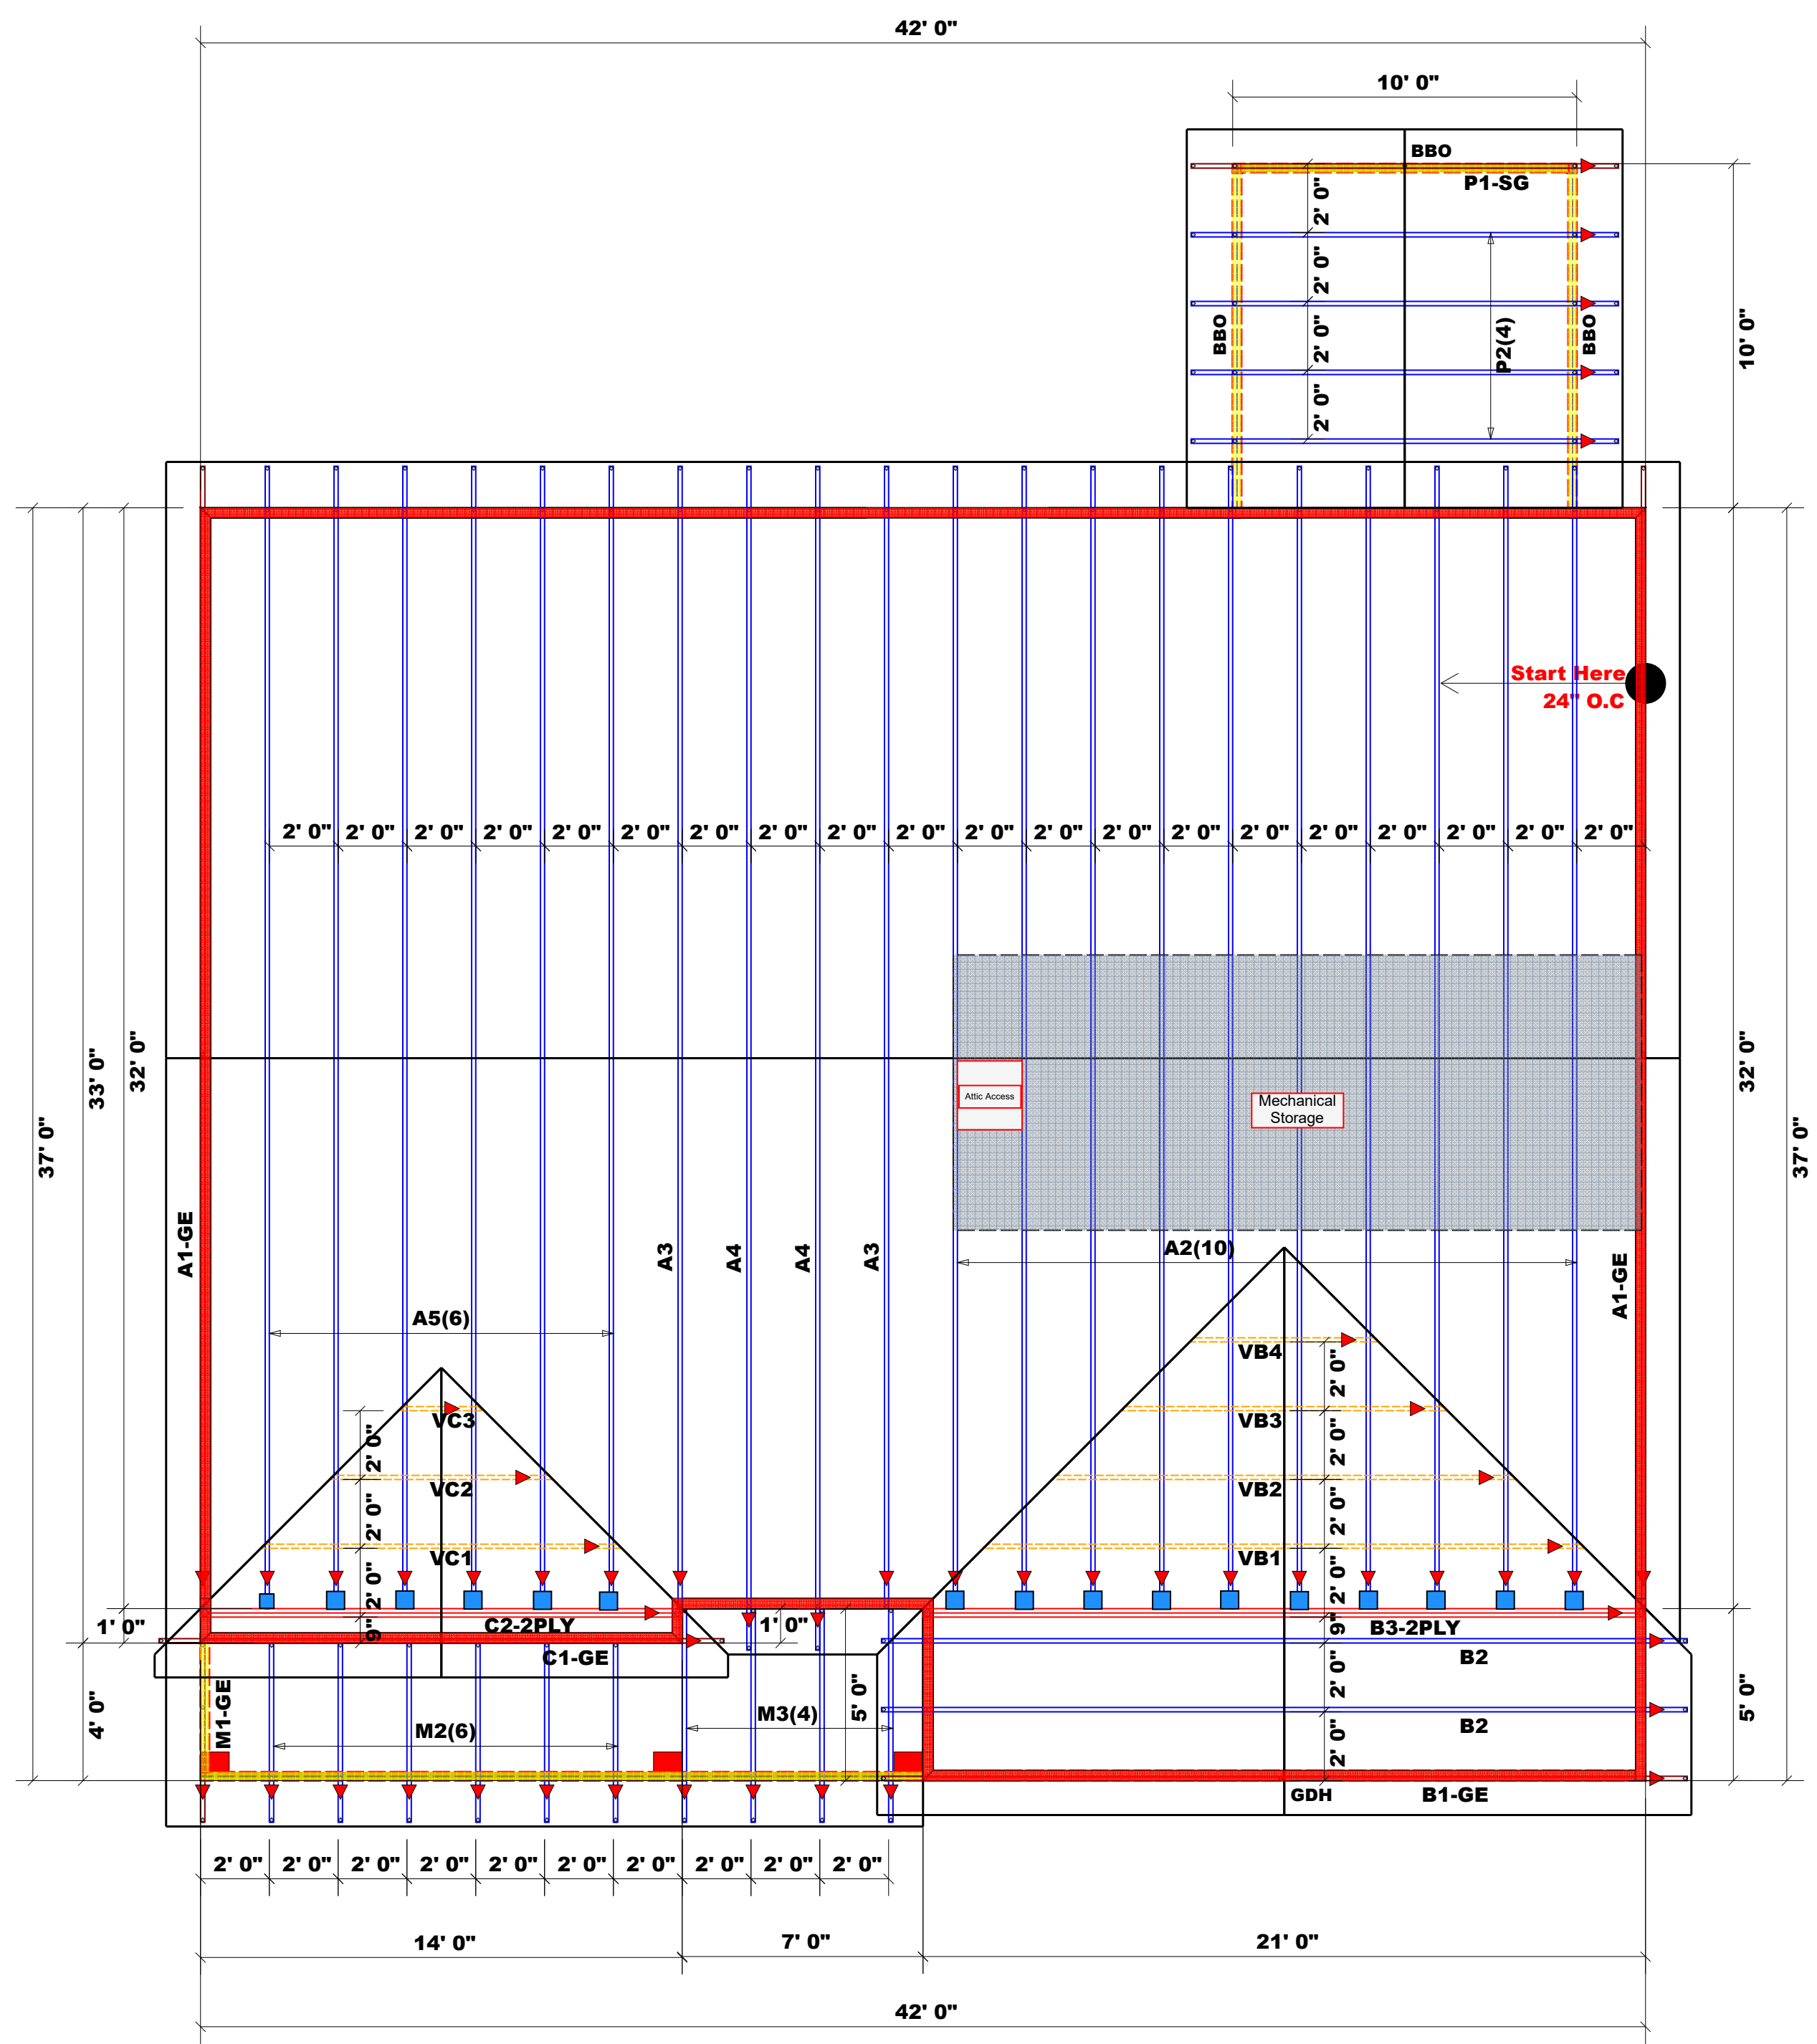 42' 0"
10' 0"
BBO
P1-SG
2' 0"
2' 0"
2' 0"
2' 0"
BBO
P2(4)
BBO
10' 0"
Start Here
24" O.C
2' 0" 2' 0" 2' 0" 2' 0" 2' 0" 2' 0" 2' 0" 2' 0" 2' 0" 2' 0" 2' 0" 2' 0" 2' 0" 2' 0" 2' 0" 2' 0" 2' 0" 2' 0" 2' 0" 2' 0"
37' 0"
33' 0"
32' 0"
32' 0"
37' 0"
Attic Access
Mechanical
Storage
A1-GE
A3
A4
A4
A3
A2(10)
A1-GE
A5(6)
VB4
2' 0"
VC3
VB3
2' 0"
2' 0"
VC2
VB2
2' 0"
2' 0"
VC1
VB1
2' 0"
2' 0"
1' 0"
9"
C2-2PLY
1' 0"
9"
B3-2PLY
C1-GE
B2
4' 0"
M1-GE
M2(6)
M3(4)
5' 0"
2' 0"
B2
2' 0"
5' 0"
GDH
B1-GE
2' 0" 2' 0" 2' 0" 2' 0" 2' 0" 2' 0" 2' 0" 2' 0" 2' 0" 2' 0"
14' 0"
7' 0"
21' 0"
42' 0"